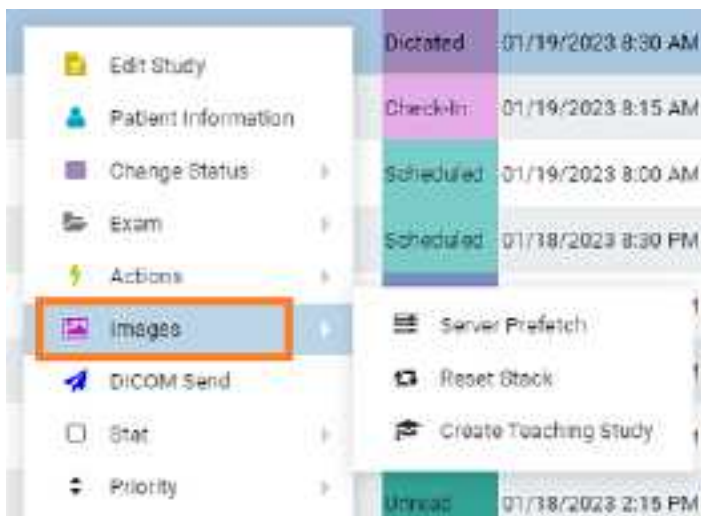 Edit Study
Patient Information
Change Status
Exam
Actions
Images
DICOM Send
Stat
Priority
Server Prefetch
Reset Stack
Create Teaching Study
Dictated 01/19/2023 8:30 AM
Check-In 01/19/2023 8:15 AM
Scheduled 01/19/2023 8:00 AM
Scheduled 01/18/2023 8:30 PM
Unread 01/18/2023 2:15 PM